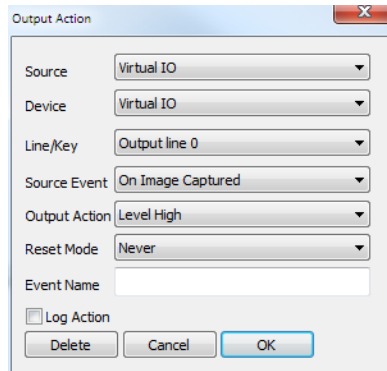 Output Action
Source Virtual IO
Device Virtual IO
Line/Key Output line 0
Source Event On Image Captured
Output Action Level High
Reset Mode Never
Event Name
Log Action
Delete Cancel OK